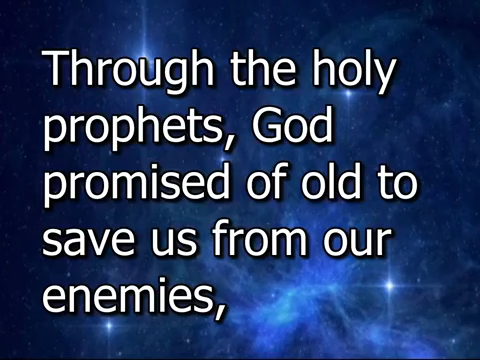 Through the holy
prophets, God
promised of old to
save us from our
enemies,